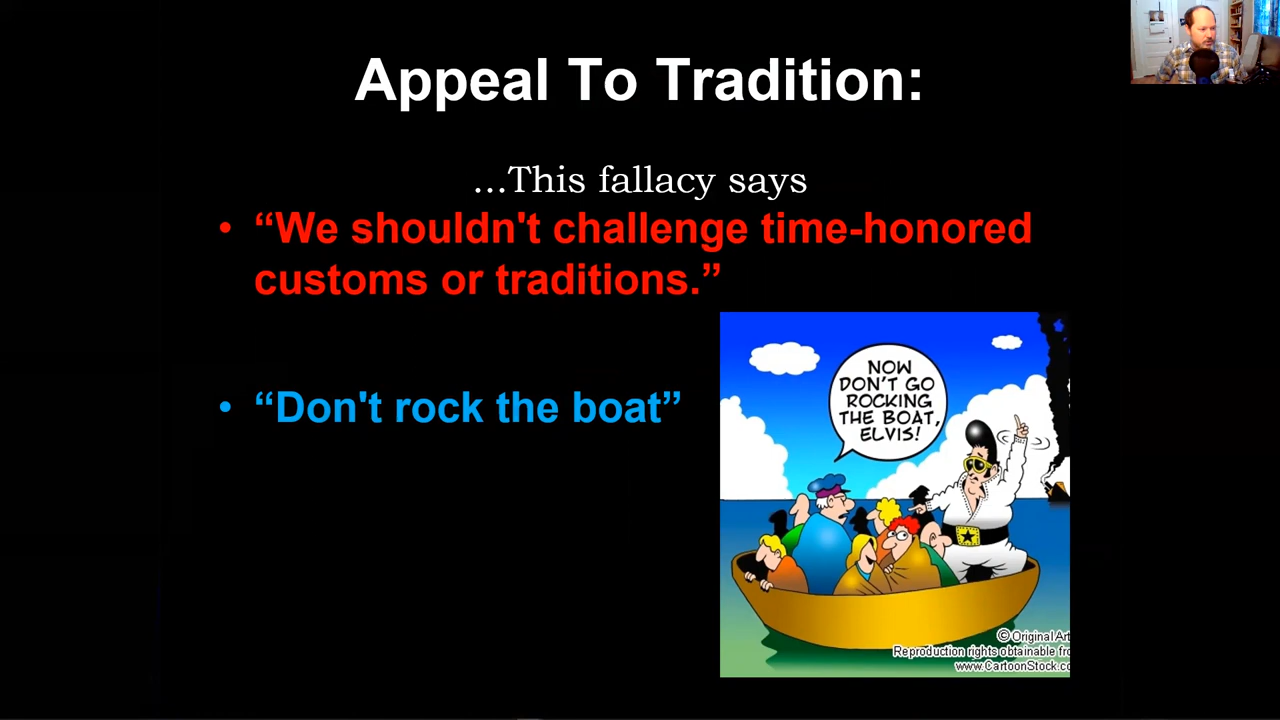 Appeal To Tradition:
...This fallacy says
• “We shouldn't challenge time-honored
customs or traditions.”
• “Don't rock the boat”
NOW
DON'T GO
ROCKING
THE BOAT,
ELVIS!
© Original Art
Reproduction rights obtainable fro
www.CartoonStock.co